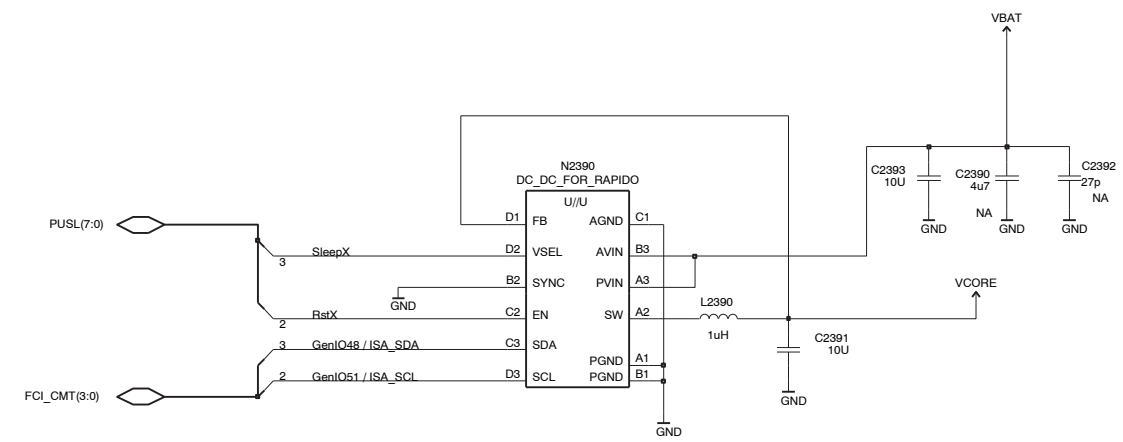 VBAT
N2390
DC_DC_FOR_RAPIDO
U//U
C2393
10U
C2390
4u7
NA
C2392
27p
NA
GND
GND
GND
PUSL(7:0)
D1 FB AGND C1
3 SleepX D2 VSEL AVIN B3
B2 SYNC PVIN A3
GND
2 RstX C2 EN SW A2
L2390
1uH
VCORE
3 GenIO48 / ISA_SDA C3 SDA
C2391
10U
PGND A1
2 GenIO51 / ISA_SCL D3 SCL PGND B1
FCI_CMT(3:0)
GND
GND